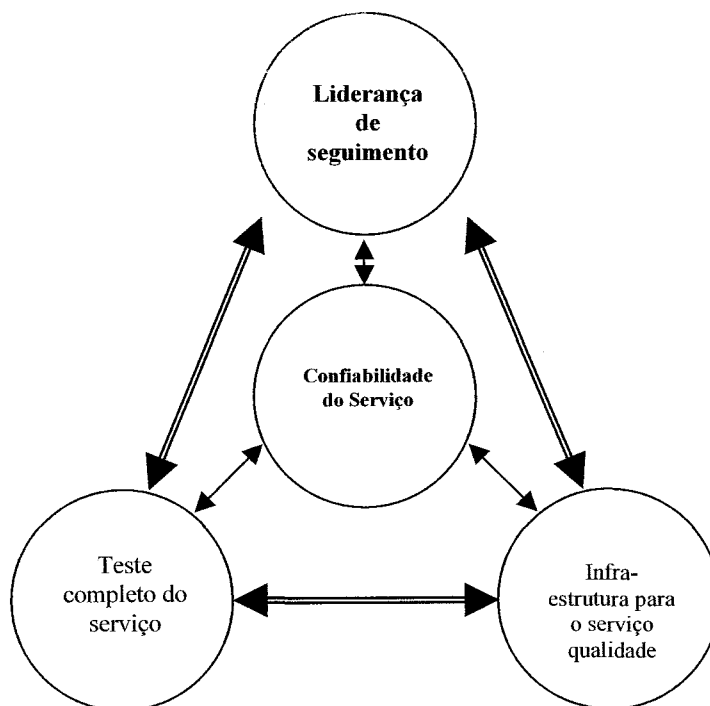 Liderança
de
seguimento
Confiabilidade
do Serviço
Teste
completo do
serviço
Infra-
estrutura para
o serviço
qualidade